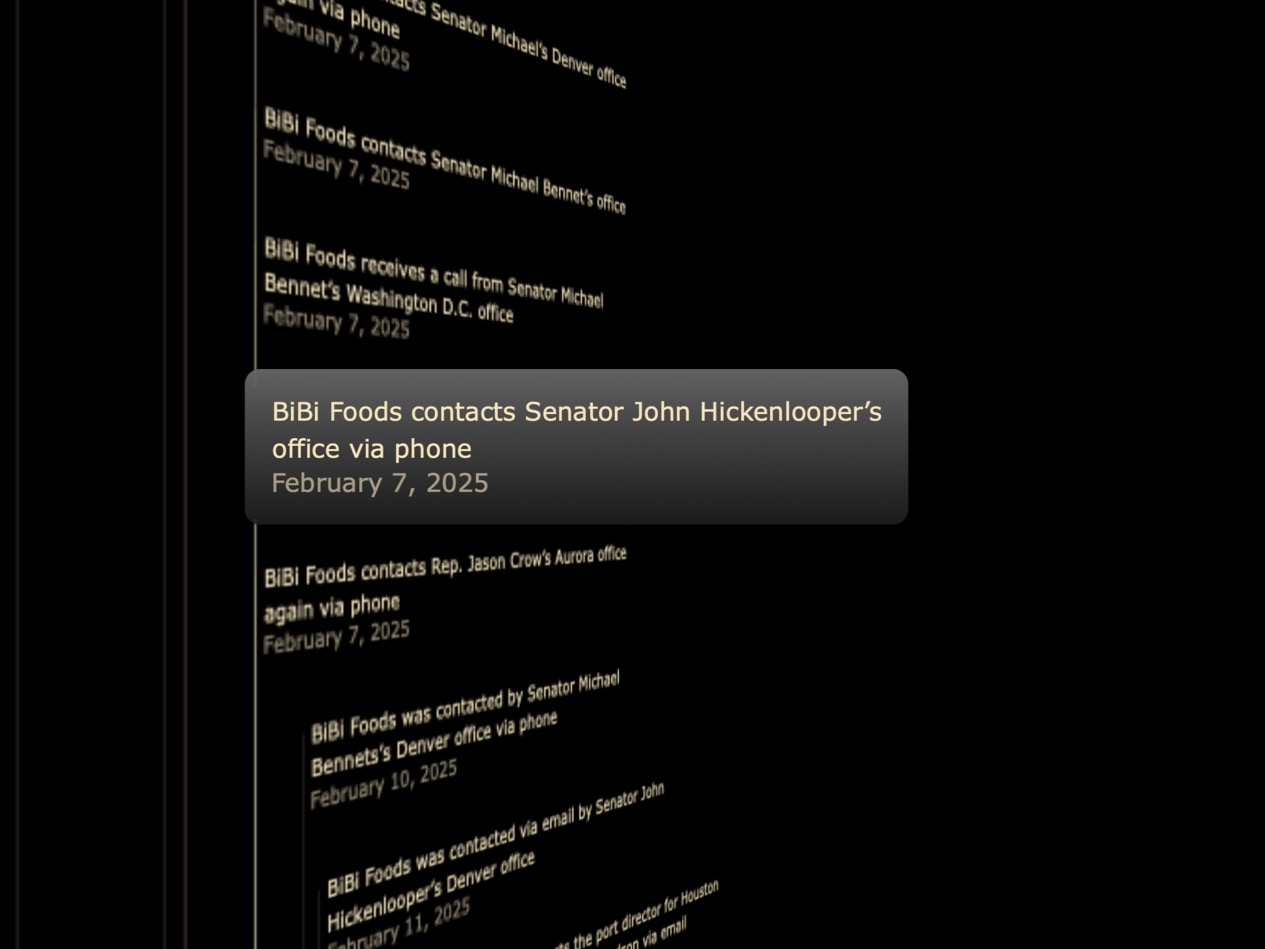 contacts Senator Michael's Denver office
again via phone
February 7, 2025
BiBi Foods contacts Senator Michael Bennet's office
February 7, 2025
BiBi Foods receives a call from Senator Michael
Bennet's Washington D.C. office
February 7, 2025
BiBi Foods contacts Senator John Hickenlooper’s
office via phone
February 7, 2025
BiBi Foods contacts Rep. Jason Crow's Aurora office
again via phone
February 7, 2025
BiBi Foods was contacted by Senator Michael
Bennets's Denver office via phone
February 10, 2025
BiBi Foods was contacted via email by Senator John
Hickenlooper's Denver office
February 11, 2025
the port director for Houston
via email